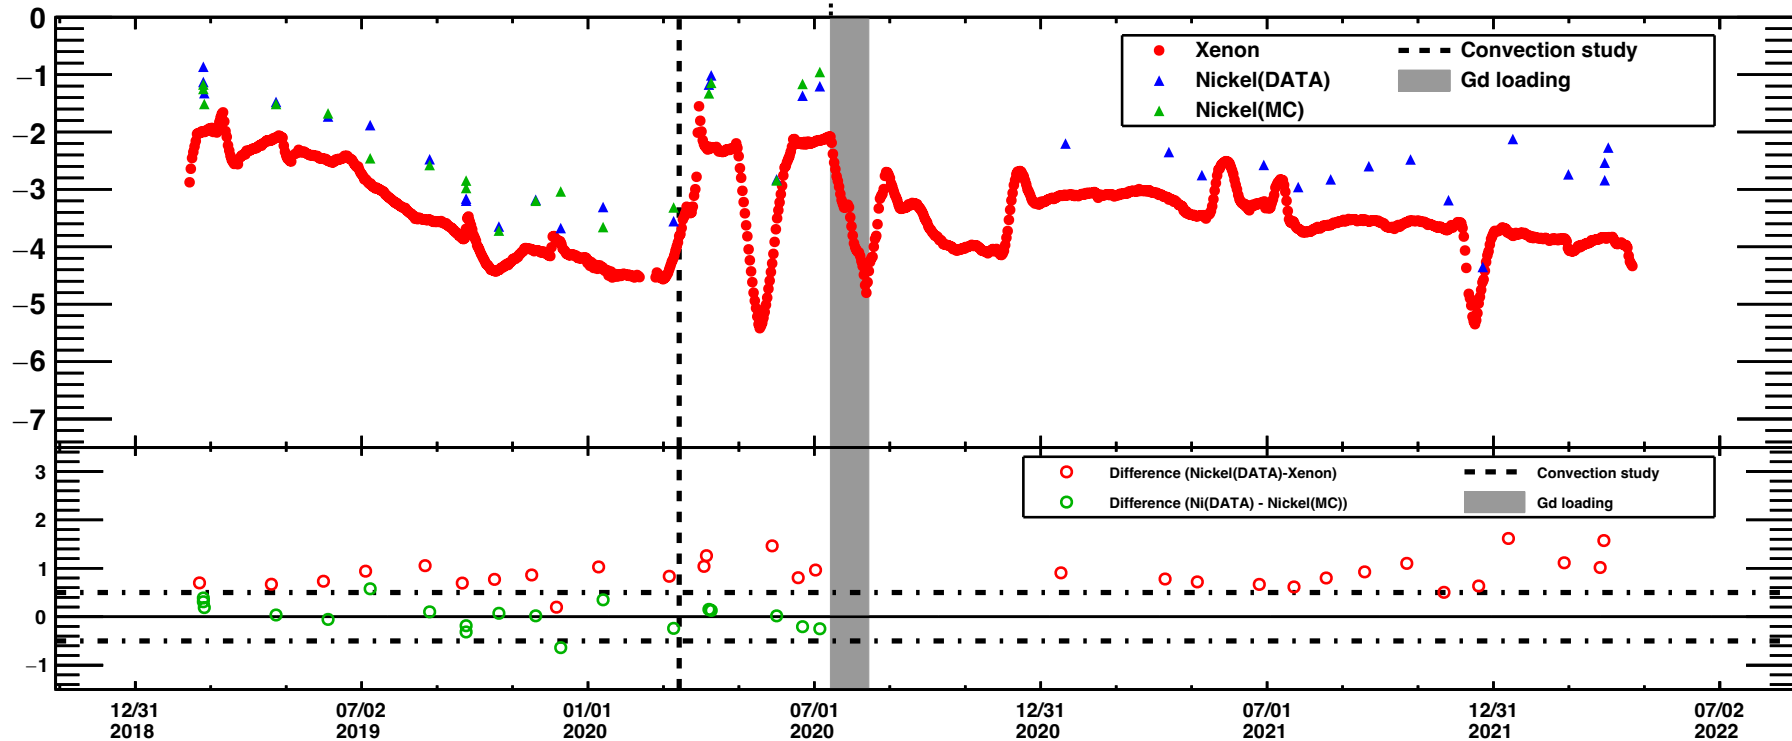 0
−1
−2
−3
−4
−5
−6
−7
Xenon
Nickel(DATA)
Nickel(MC)
Convection study
Gd loading
3
2
1
0
−1
Difference (Nickel(DATA)-Xenon)
Difference (Ni(DATA) - Nickel(MC))
Convection study
Gd loading
12/31 07/02 01/01 07/01 12/31 07/01 12/31 07/02
2018 2019 2020 2020 2020 2021 2021 2022